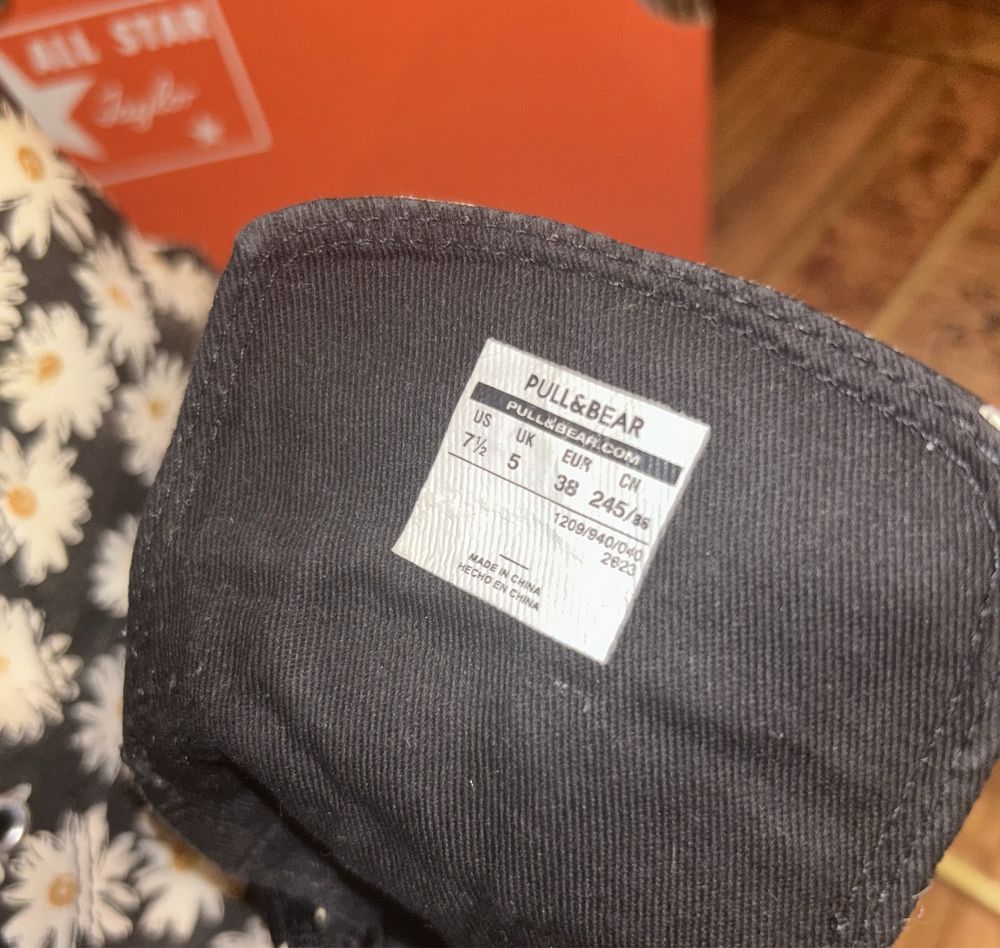 ALL STAR
Taylor
PULL&BEAR
PULL&BEAR.COM
US UK EUR CN
7½ 5 38 245/
1209/940/040
2623
MADE IN CHINA
HECHO EN CHINA